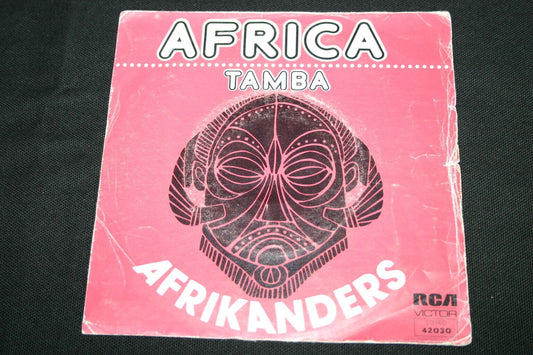 AFRICA
TAMBA
AFRIKANDERS
RCA
VICTOR
42030